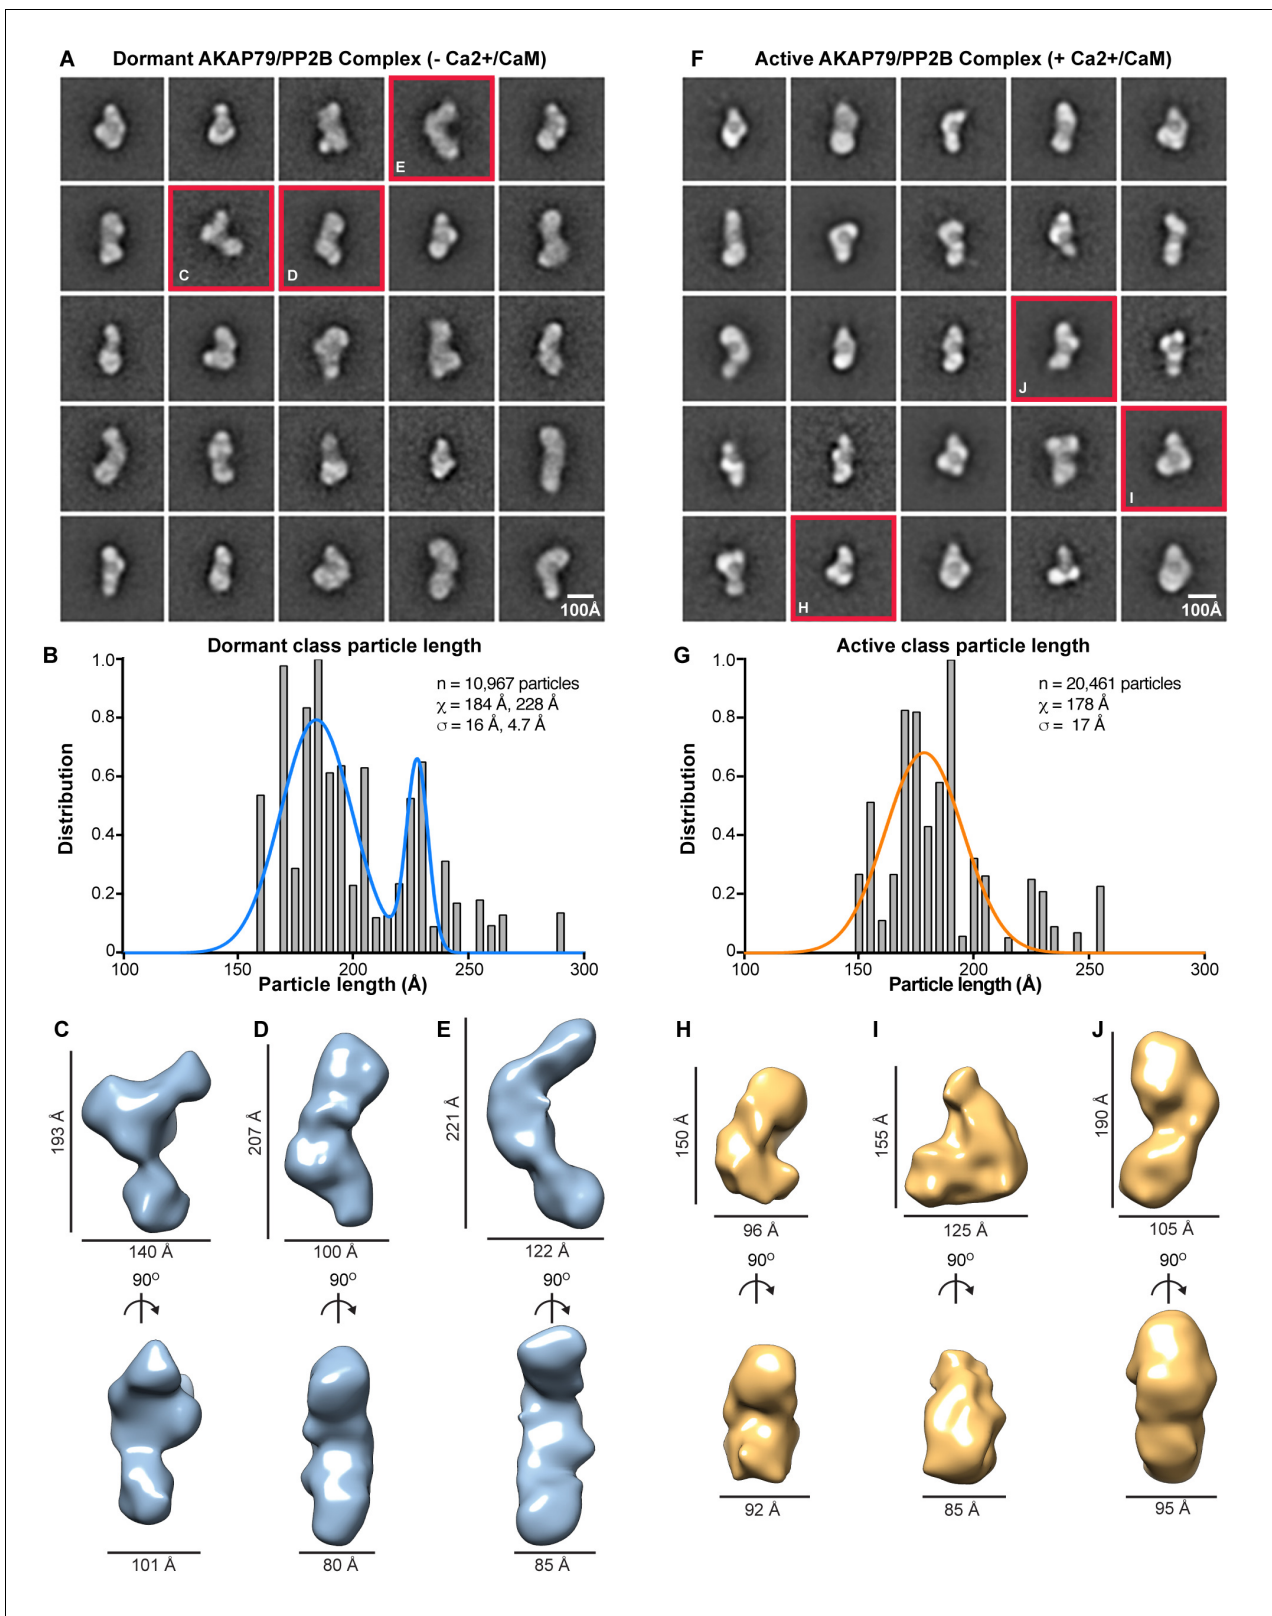 A Dormant AKAP79/PP2B Complex (- Ca2+/CaM)
E
C
D
100Å
B Dormant class particle length
n = 10,967 particles
χ = 184 Å, 228 Å
σ = 16 Å, 4.7 Å
Distribution
1.0
0.8
0.6
0.4
0.2
0
100 150 200 250 300
Particle length (Å)
C D E
193 Å
207 Å
221 Å
140 Å 100 Å 122 Å
90° 90° 90°
101 Å 80 Å 85 Å
F Active AKAP79/PP2B Complex (+ Ca2+/CaM)
J
I
H
100Å
G Active class particle length
n = 20,461 particles
χ = 178 Å
σ = 17 Å
Distribution
1.0
0.8
0.6
0.4
0.2
0
100 150 200 250 300
Particle length (Å)
H I J
150 Å
155 Å
190 Å
96 Å 125 Å 105 Å
90° 90° 90°
92 Å 85 Å 95 Å